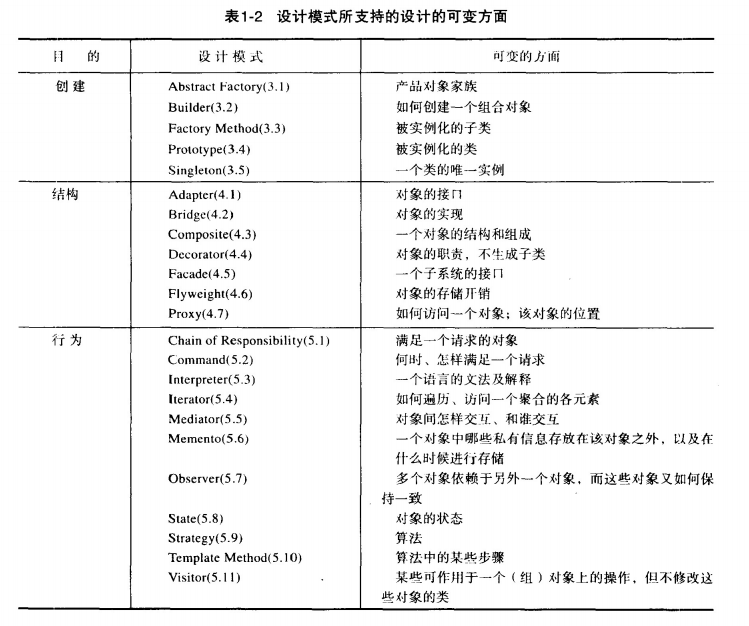 表1-2 设计模式所支持的设计的可变方面
目 的 设计模式 可变的方面
创建 Abstract Factory(3.1) 产品对象家族
Builder(3.2) 如何创建一个组合对象
Factory Method(3.3) 被实例化的子类
Prototype(3.4) 被实例化的类
Singleton(3.5) 一个类的唯一实例
结构 Adapter(4.1) 对象的接口
Bridge(4.2) 对象的实现
Composite(4.3) 一个对象的结构和组成
Decorator(4.4) 对象的职责，不生成子类
Facade(4.5) 一个子系统的接口
Flyweight(4.6) 对象的存储开销
Proxy(4.7) 如何访问一个对象；该对象的位置
行为 Chain of Responsibility(5.1) 满足一个请求的对象
Command(5.2) 何时、怎样满足一个请求
Interpreter(5.3) 一个语言的文法及解释
Iterator(5.4) 如何遍历、访问一个聚合的各元素
Mediator(5.5) 对象间怎样交互、和谁交互
Memento(5.6) 一个对象中哪些私有信息存放在该对象之外，以及在
什么时候进行存储
Observer(5.7) 多个对象依赖于另外一个对象，而这些对象又如何保
持一致
State(5.8) 对象的状态
Strategy(5.9) 算法
Template Method(5.10) 算法中的某些步骤
Visitor(5.11) 某些可作用于一个（组）对象上的操作，但不修改这
些对象的类